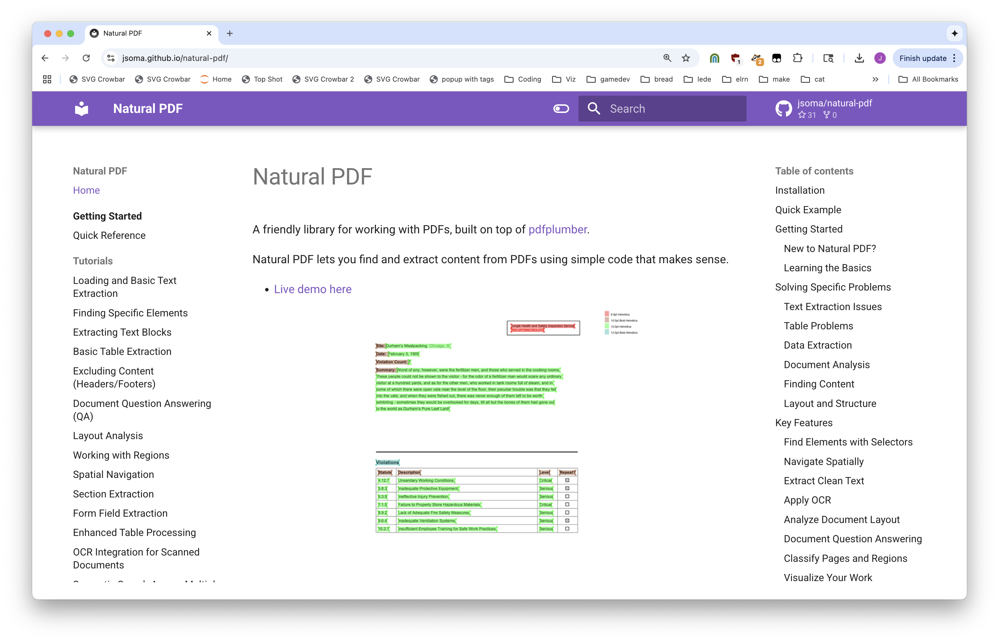 Natural PDF
jsoma.github.io/natural-pdf/
1
2
J
Finish update
SVG Crowbar
SVG Crowbar
Home
Top Shot
SVG Crowbar 2
SVG Crowbar
popup with tags
Coding
Viz
gamedev
bread
lede
elrn
make
cat
All Bookmarks
Natural PDF
Search
jsoma/natural-pdf
31 0
Natural PDF
Home
Getting Started
Quick Reference
Tutorials
Loading and Basic Text
Extraction
Finding Specific Elements
Extracting Text Blocks
Basic Table Extraction
Excluding Content
(Headers/Footers)
Document Question Answering
(QA)
Layout Analysis
Working with Regions
Spatial Navigation
Section Extraction
Form Field Extraction
Enhanced Table Processing
OCR Integration for Scanned
Documents
Natural PDF
A friendly library for working with PDFs, built on top of pdfplumber.
Natural PDF lets you find and extract content from PDFs using simple code that makes sense.
• Live demo here
8.0pt Helvetica
10.0pt Bold Helvetica
10.0pt Helvetica
12.0pt Bold Helvetica
Jungle Health and Safety Inspection Service
INS-UP70N51NCL41R
Site: Durham's Meatpacking Chicago, Ill.
Date: February 3, 1905
Violation Count: 7
Summary: Worst of any, however, were the fertilizer men, and those who served in the cooking rooms.
These people could not be shown to the visitor - for the odor of a fertilizer man would scare any ordinary
visitor at a hundred yards, and as for the other men, who worked in tank rooms full of steam, and in
some of which there were open vats near the level of the floor, their peculiar trouble was that they fell
into the vats; and when they were fished out, there was never enough of them left to be worth
exhibiting - sometimes they would be overlooked for days, till all but the bones of them had gone out
to the world as Durham's Pure Leaf Lard!
Violations
Statute Description Level Repeat?
4.12.7 Unsanitary Working Conditions. Critical
5.8.3 Inadequate Protective Equipment. Serious
6.3.9 Ineffective Injury Prevention. Serious
7.1.5 Failure to Properly Store Hazardous Materials. Critical
8.9.2 Lack of Adequate Fire Safety Measures. Serious
9.6.4 Inadequate Ventilation Systems. Serious
10.2.7 Insufficient Employee Training for Safe Work Practices. Serious
Table of contents
Installation
Quick Example
Getting Started
New to Natural PDF?
Learning the Basics
Solving Specific Problems
Text Extraction Issues
Table Problems
Data Extraction
Document Analysis
Finding Content
Layout and Structure
Key Features
Find Elements with Selectors
Navigate Spatially
Extract Clean Text
Apply OCR
Analyze Document Layout
Document Question Answering
Classify Pages and Regions
Visualize Your Work